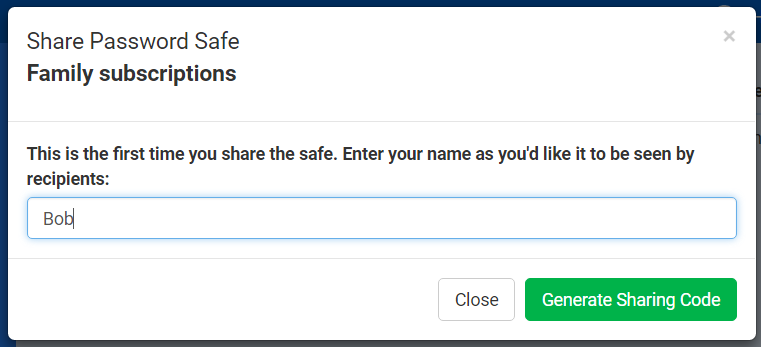 Share Password Safe
×
Family subscriptions
This is the first time you share the safe. Enter your name as you'd like it to be seen by
recipients:
Bob
Close
Generate Sharing Code